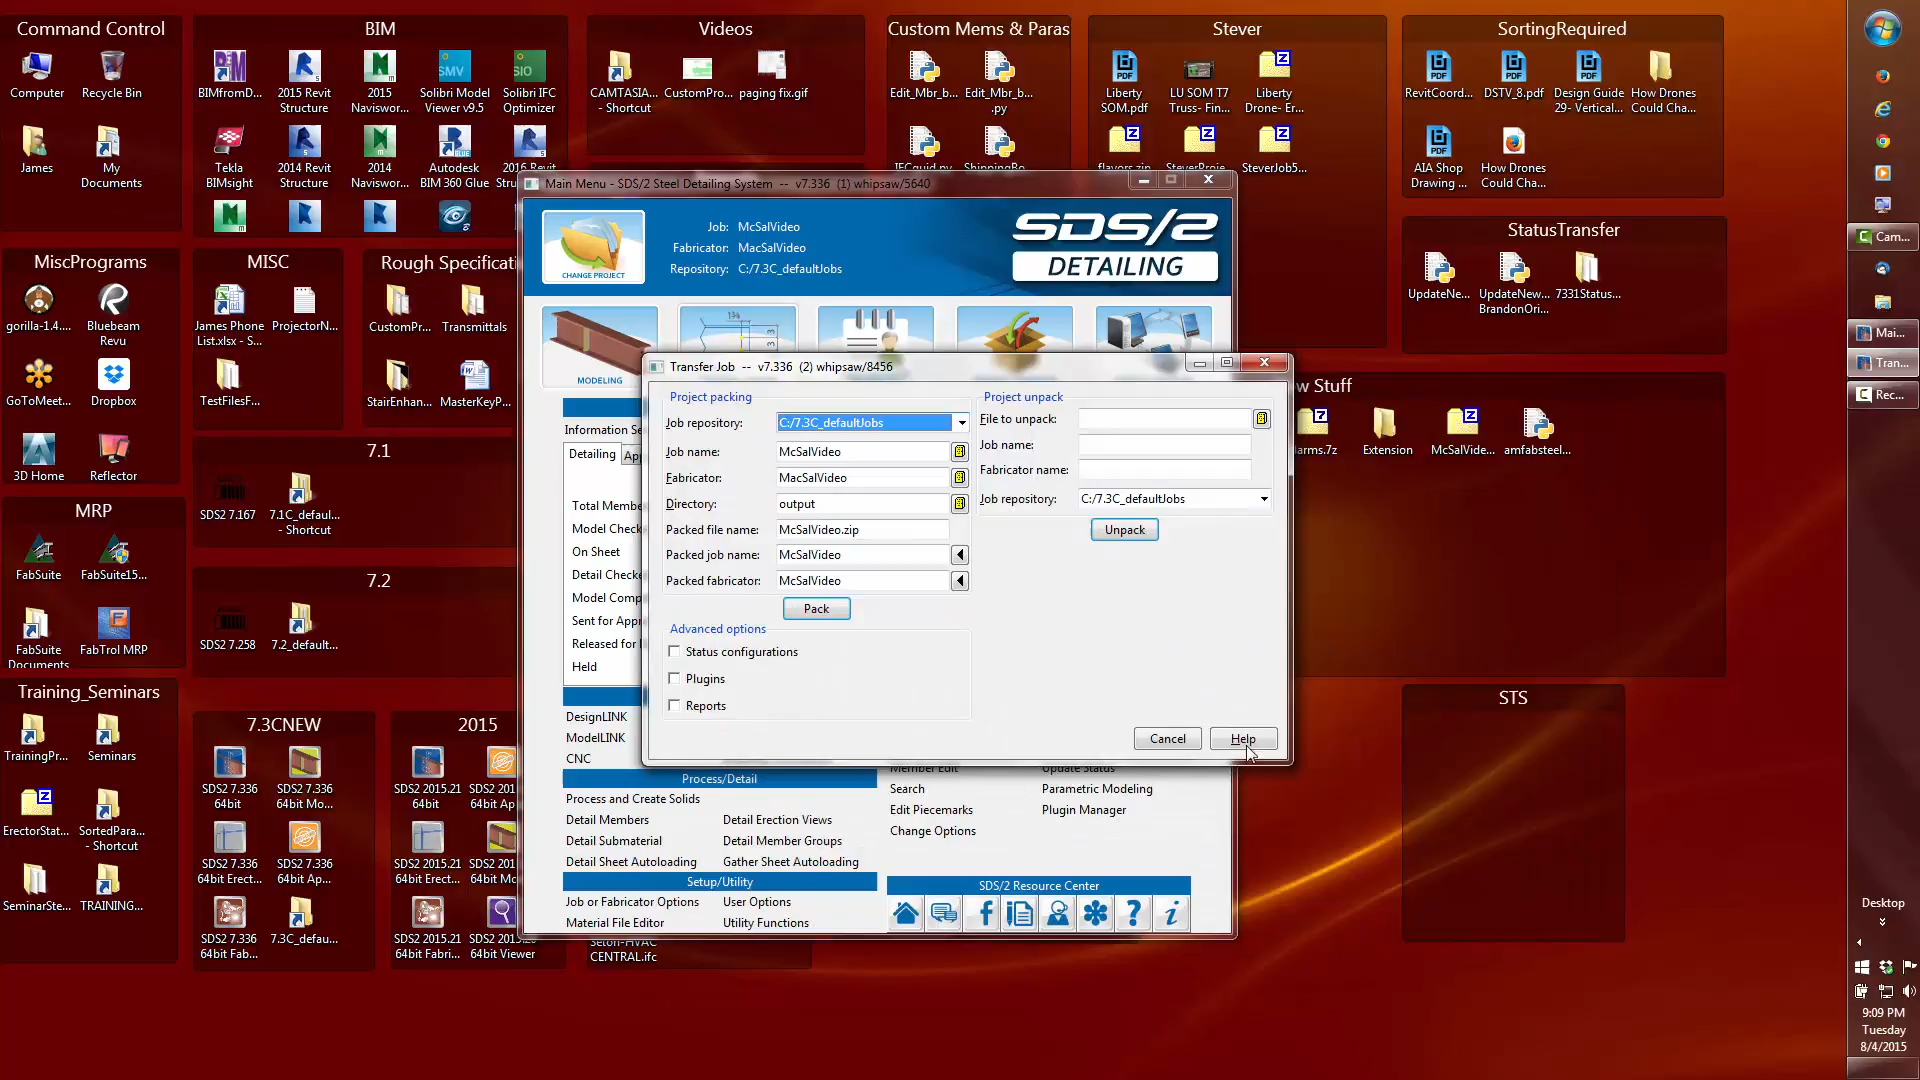 Command Control
Computer
Recycle Bin
James
My
Documents
BIM
BIMfromD...
2015 Revit
Structure
2015
Naviswor...
Solibri Model
Viewer v9.5
Solibri IFC
Optimizer
Tekla
BIMsight
2014 Revit
Structure
2014
Naviswor...
Autodesk
BIM 360 Glue
2016 Revit
Videos
CAMTASIA...
- Shortcut
CustomPro...
paging fix.gif
Custom Mems & Paras
Edit_Mbr_b...
Edit_Mbr_b...
.py
IFCguid.py
ShippingBo...
Stever
Liberty
SOM.pdf
LU SOM T7
Truss- Fin...
Liberty
Drone- Er...
flavors.zip
SteverProje...
SteverJob5...
SortingRequired
RevitCoord...
DSTV_8.pdf
Design Guide
29- Vertical...
How Drones
Could Cha...
AIA Shop
Drawing ...
How Drones
Could Cha...
StatusTransfer
UpdateNe...
UpdateNew...
BrandonOri...
7331Status...
MiscPrograms
gorilla-1.4....
Bluebeam
Revu
GoToMeet...
Dropbox
3D Home
Reflector
MISC
James Phone
List.xlsx - S...
ProjectorN...
TestFilesF...
Rough Specificati
CustomPr...
Transmittals
StairEnhan...
MasterKeyP...
7.1
SDS2 7.167
7.1C_defaul...
- Shortcut
MRP
FabSuite
FabSuite15...
FabSuite
Documents
FabTrol MRP
7.2
SDS2 7.258
7.2_default...
Training_Seminars
TrainingPr...
Seminars
ErectorStat...
SortedPara...
- Shortcut
SeminarSte...
TRAINING...
7.3CNEW
SDS2 7.336
64bit
SDS2 7.336
64bit Mo...
SDS2 7.336
64bit Erect...
SDS2 7.336
64bit Ap...
SDS2 7.336
64bit Fab...
7.3C_defau...
2015
SDS2 2015.21
64bit
SDS2 2015.21
64bit Ap
SDS2 2015.21
64bit Erect...
SDS2 2015.21
64bit Mo
SDS2 2015.21
64bit Fabri...
64bit Viewer
CENTRAL.ifc
w Stuff
larms.7z
Extension
McSalVide...
amfabsteel...
STS
Main Menu - SDS/2 Steel Detailing System -- v7.336 (1) whipsaw/5640
CHANGE PROJECT
Job: McSalVideo
Fabricator: MacSalVideo
Repository: C:/7.3C_defaultJobs
SDS/2
DETAILING
MODELING
Information Se
Detailing
Total Membe
Model Check
On Sheet
Detail Checke
Model Comp
Sent for Appr
Released for
Held
DesignLINK
ModelLINK
CNC
Process/Detail
Process and Create Solids
Detail Members
Detail Erection Views
Detail Submaterial
Detail Member Groups
Detail Sheet Autoloading
Gather Sheet Autoloading
Setup/Utility
Job or Fabricator Options
User Options
Material File Editor
Utility Functions
Member Edit
Update Status
Search
Parametric Modeling
Edit Piecemarks
Plugin Manager
Change Options
SDS/2 Resource Center
Transfer Job -- v7.336 (2) whipsaw/8456
Project packing
Job repository: C:/7.3C_defaultJobs
Job name: McSalVideo
Fabricator: MacSalVideo
Directory: output
Packed file name: McSalVideo.zip
Packed job name: McSalVideo
Packed fabricator: McSalVideo
Pack
Advanced options
Status configurations
Plugins
Reports
Project unpack
File to unpack:
Job name:
Fabricator name:
Job repository: C:/7.3C_defaultJobs
Unpack
Cancel
Help
Cam...
Mai...
Tran...
Rec...
Desktop
9:09 PM
Tuesday
8/4/2015